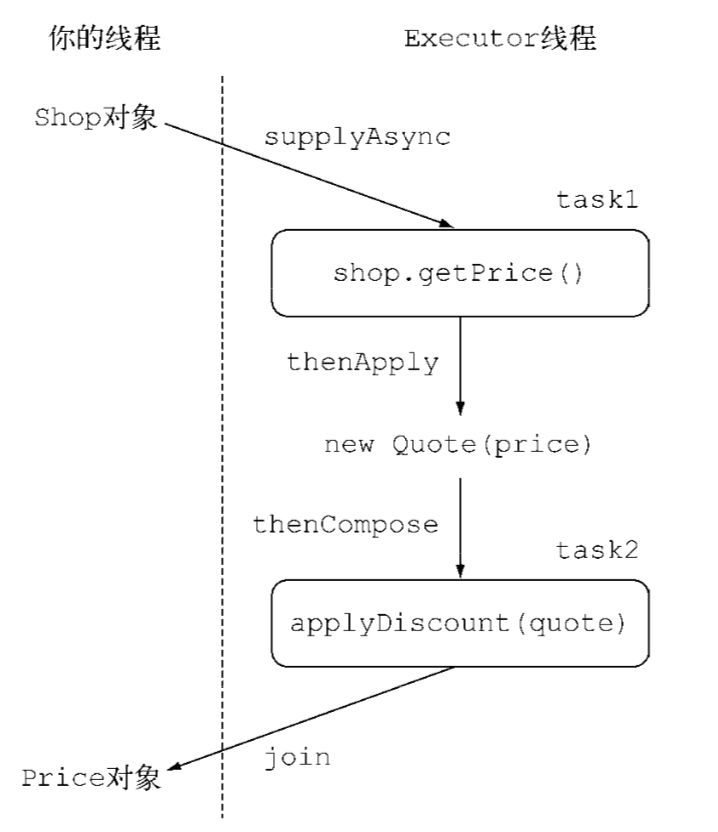 你的线程
Executor线程
Shop对象
supplyAsync
task1
shop.getPrice()
thenApply
new Quote(price)
thenCompose
task2
applyDiscount(quote)
join
Price对象